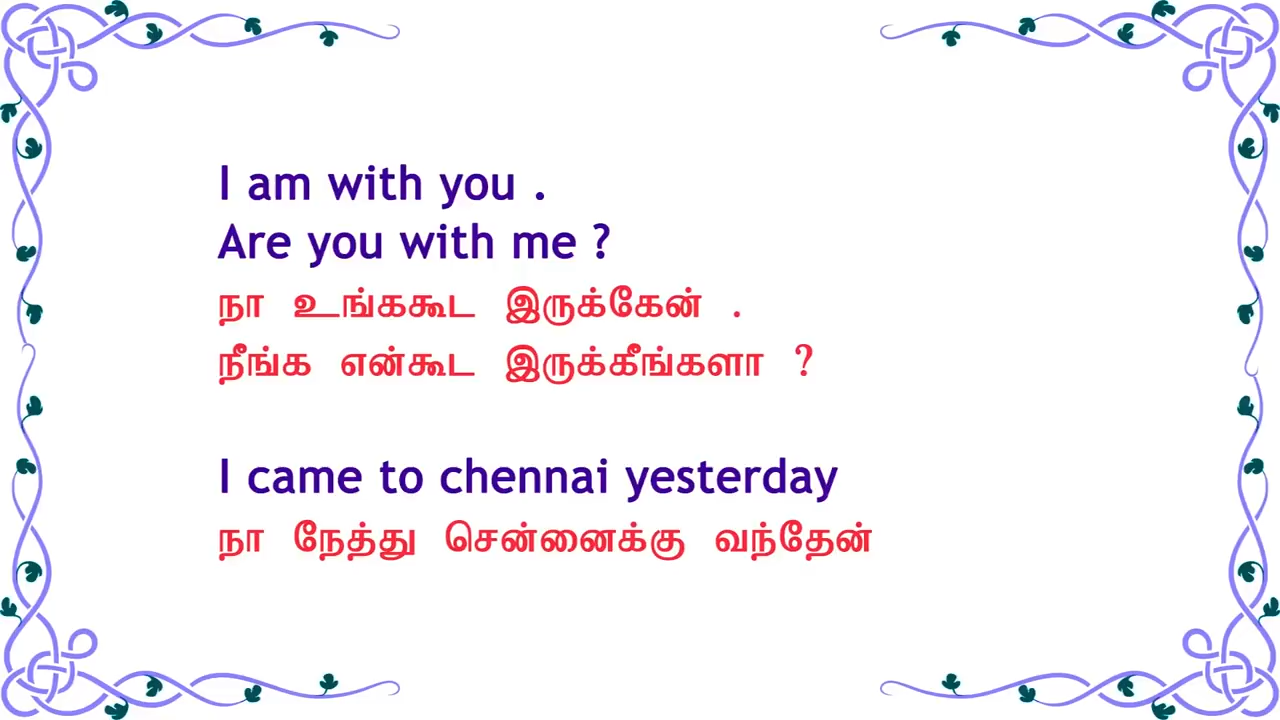 I am with you .
Are you with me ?
நா உங்ககூட இருக்கேன் .
நீங்க என்கூட இருக்கீங்களா ?
I came to chennai yesterday
நா நேத்து சென்னைக்கு வந்தேன்